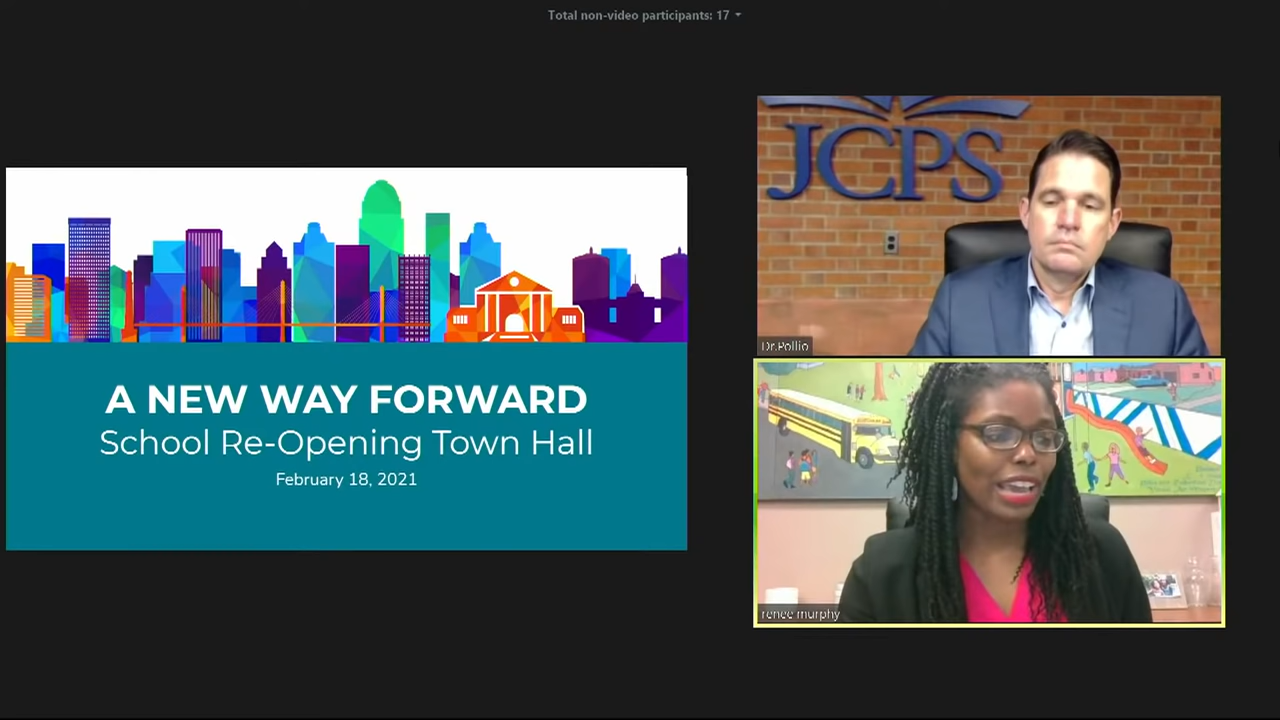 Total non-video participants: 17
JCPS
Dr.Pollio
A NEW WAY FORWARD
School Re-Opening Town Hall
February 18, 2021
renee murphy